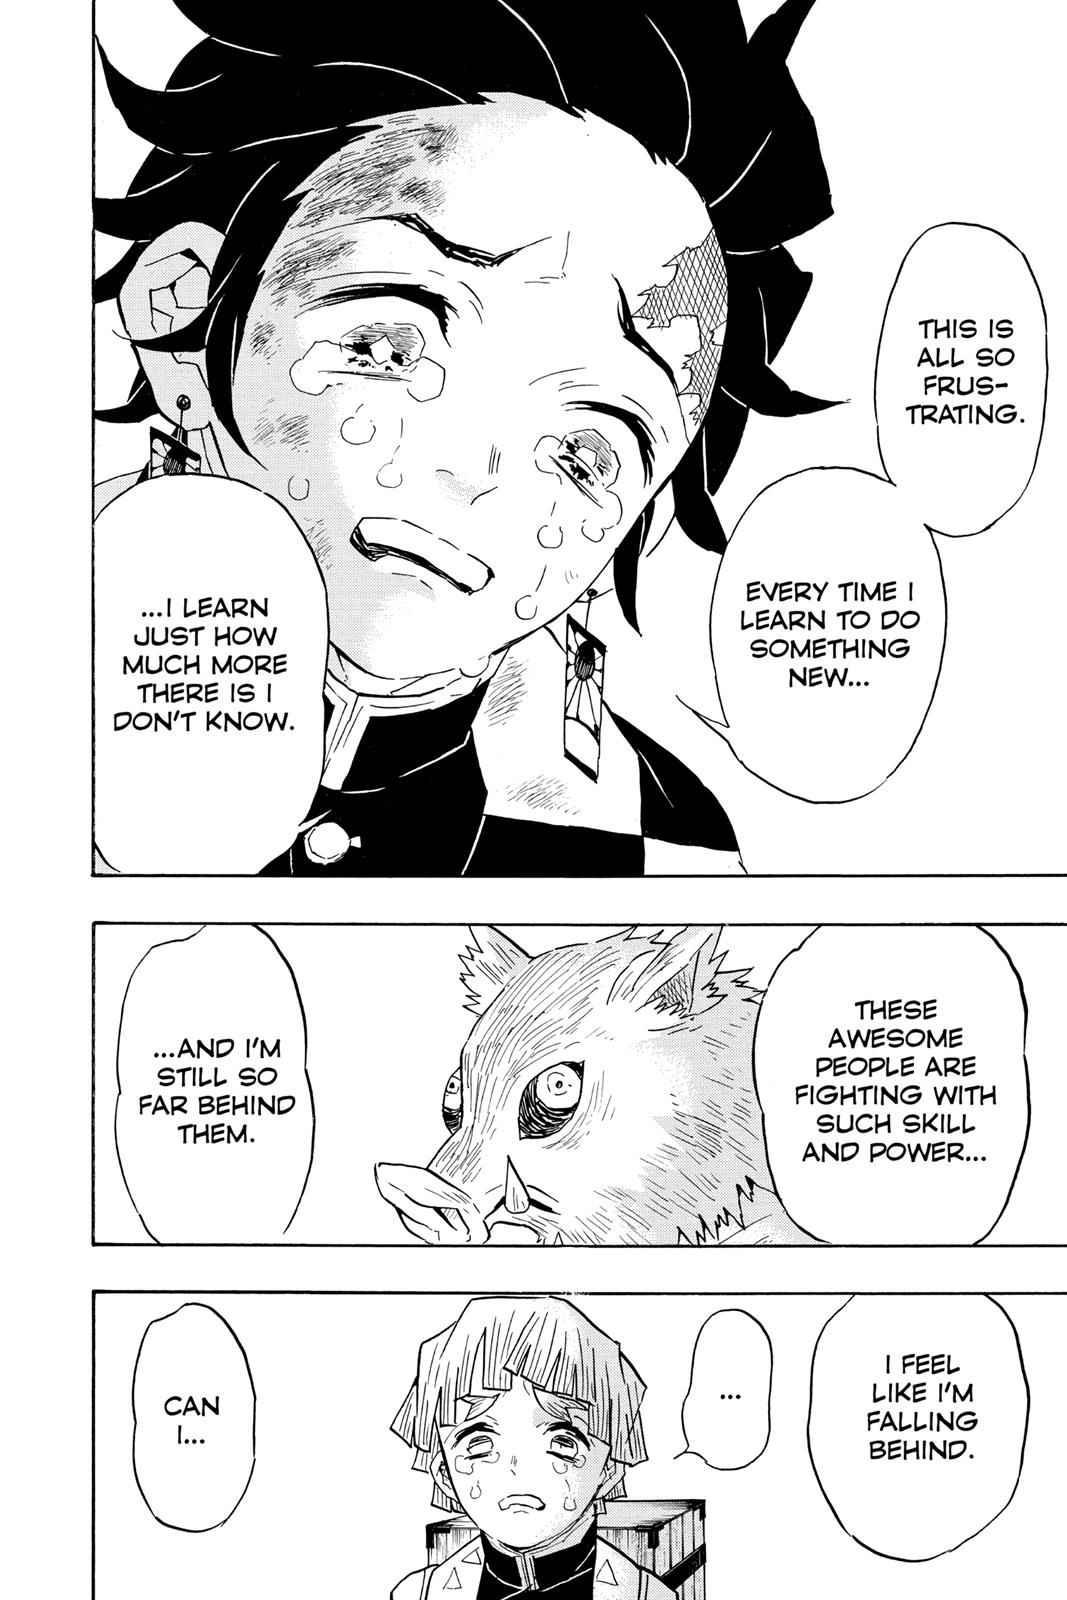 THIS IS
ALL SO
FRUS-
TRATING.
EVERY TIME I
LEARN TO DO
SOMETHING
NEW...
...I LEARN
JUST HOW
MUCH MORE
THERE IS I
DON'T KNOW.
THESE
AWESOME
PEOPLE ARE
FIGHTING WITH
SUCH SKILL
AND POWER...
...AND I'M
STILL SO
FAR BEHIND
THEM.
I FEEL
LIKE I'M
FALLING
BEHIND.
...
CAN
I...